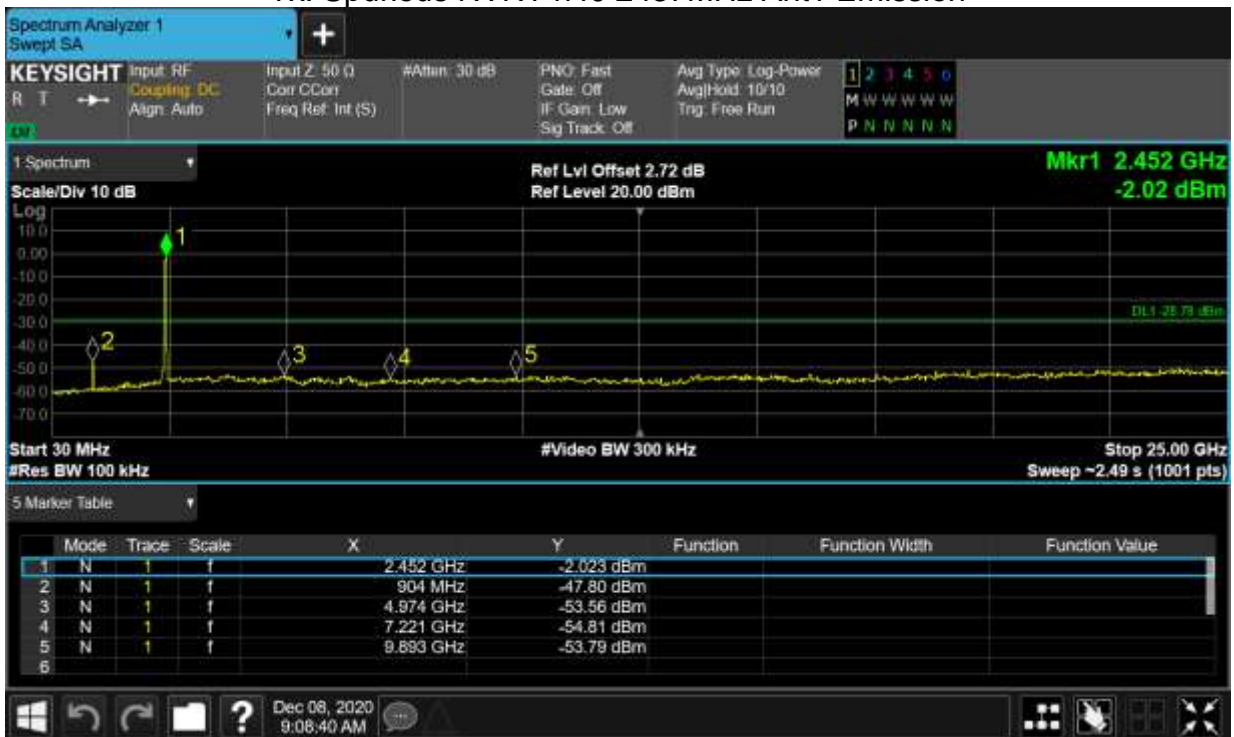 Spectrum Analyzer 1
Swept SA
+
KEYSIGHT
R T
Input: RF
Coupling: DC
Align: Auto
Input Z: 50 Ω
Corr CCorr
Freq Ref: Int (S)
#Atten: 30 dB
PNO: Fast
Gate: Off
IF Gain: Low
Sig Track: Off
Avg Type: Log-Power
Avg|Hold: 10/10
Trig: Free Run
1 2 3 4 5 6
M W W W W W
P N N N N N
1 Spectrum
Scale/Div 10 dB
Ref Lvl Offset 2.72 dB
Ref Level 20.00 dBm
Mkr1 2.452 GHz
-2.02 dBm
Log
10.0
0.00
-10.0
-20.0
-30.0
-40.0
-50.0
-60.0
-70.0
1
2
3
4
5
DL1 -28.78 dBm
Start 30 MHz
#Video BW 300 kHz
Stop 25.00 GHz
#Res BW 100 kHz
Sweep ~2.49 s (1001 pts)
5 Marker Table
Mode Trace Scale X Y Function Function Width Function Value
1 N 1 f 2.452 GHz -2.023 dBm
2 N 1 f 904 MHz -47.80 dBm
3 N 1 f 4.974 GHz -53.56 dBm
4 N 1 f 7.221 GHz -54.81 dBm
5 N 1 f 9.893 GHz -53.79 dBm
6
?
Dec 08, 2020
9:08:40 AM